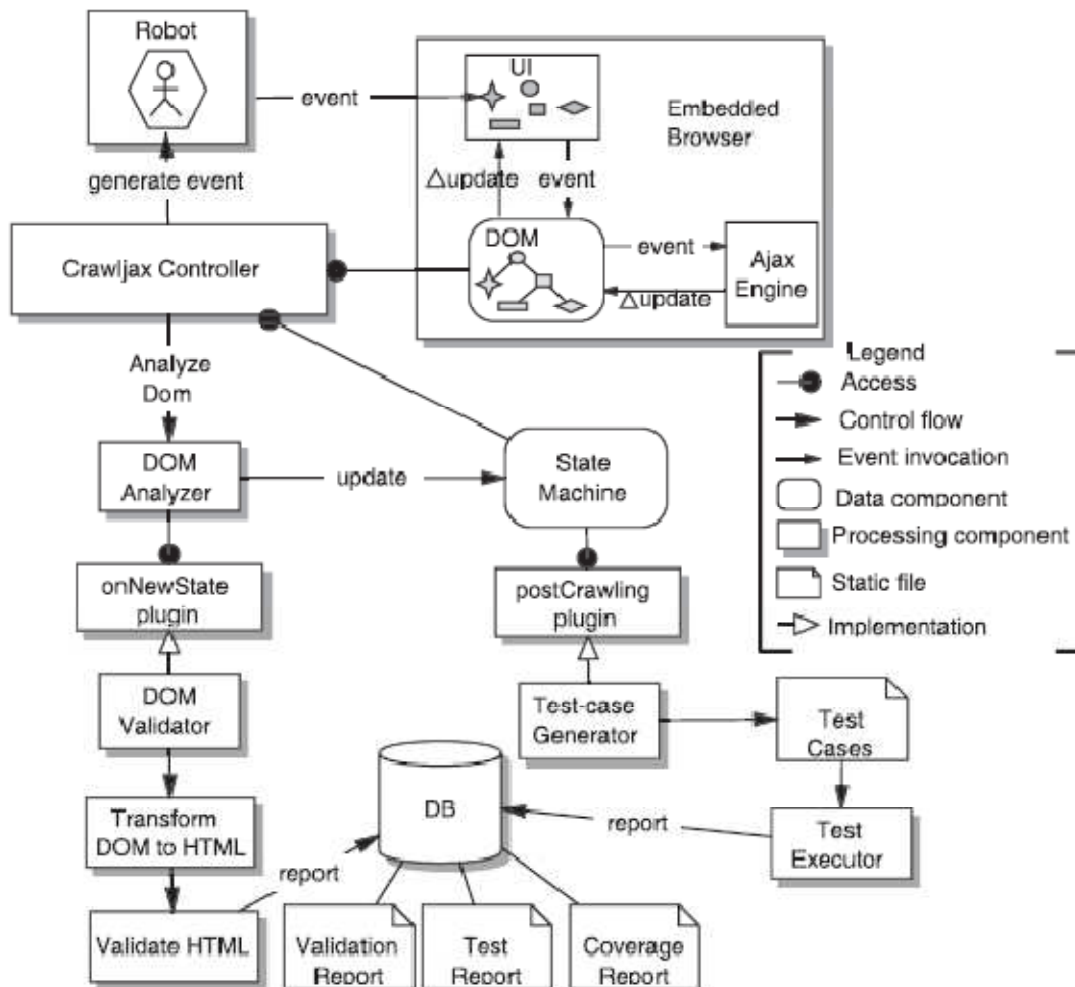 Robot
UI
event
Embedded
Browser
generate event
△update
event
DOM
event
Ajax
Engine
△update
Crawljax Controller
Analyze
Dom
Legend
Access
Control flow
Event invocation
Data component
Processing component
Static file
Implementation
DOM
Analyzer
update
State
Machine
onNewState
plugin
postCrawling
plugin
DOM
Validator
Test-case
Generator
Test
Cases
Transform
DOM to HTML
DB
report
Test
Executor
report
Validate HTML
Validation
Report
Test
Report
Coverage
Report